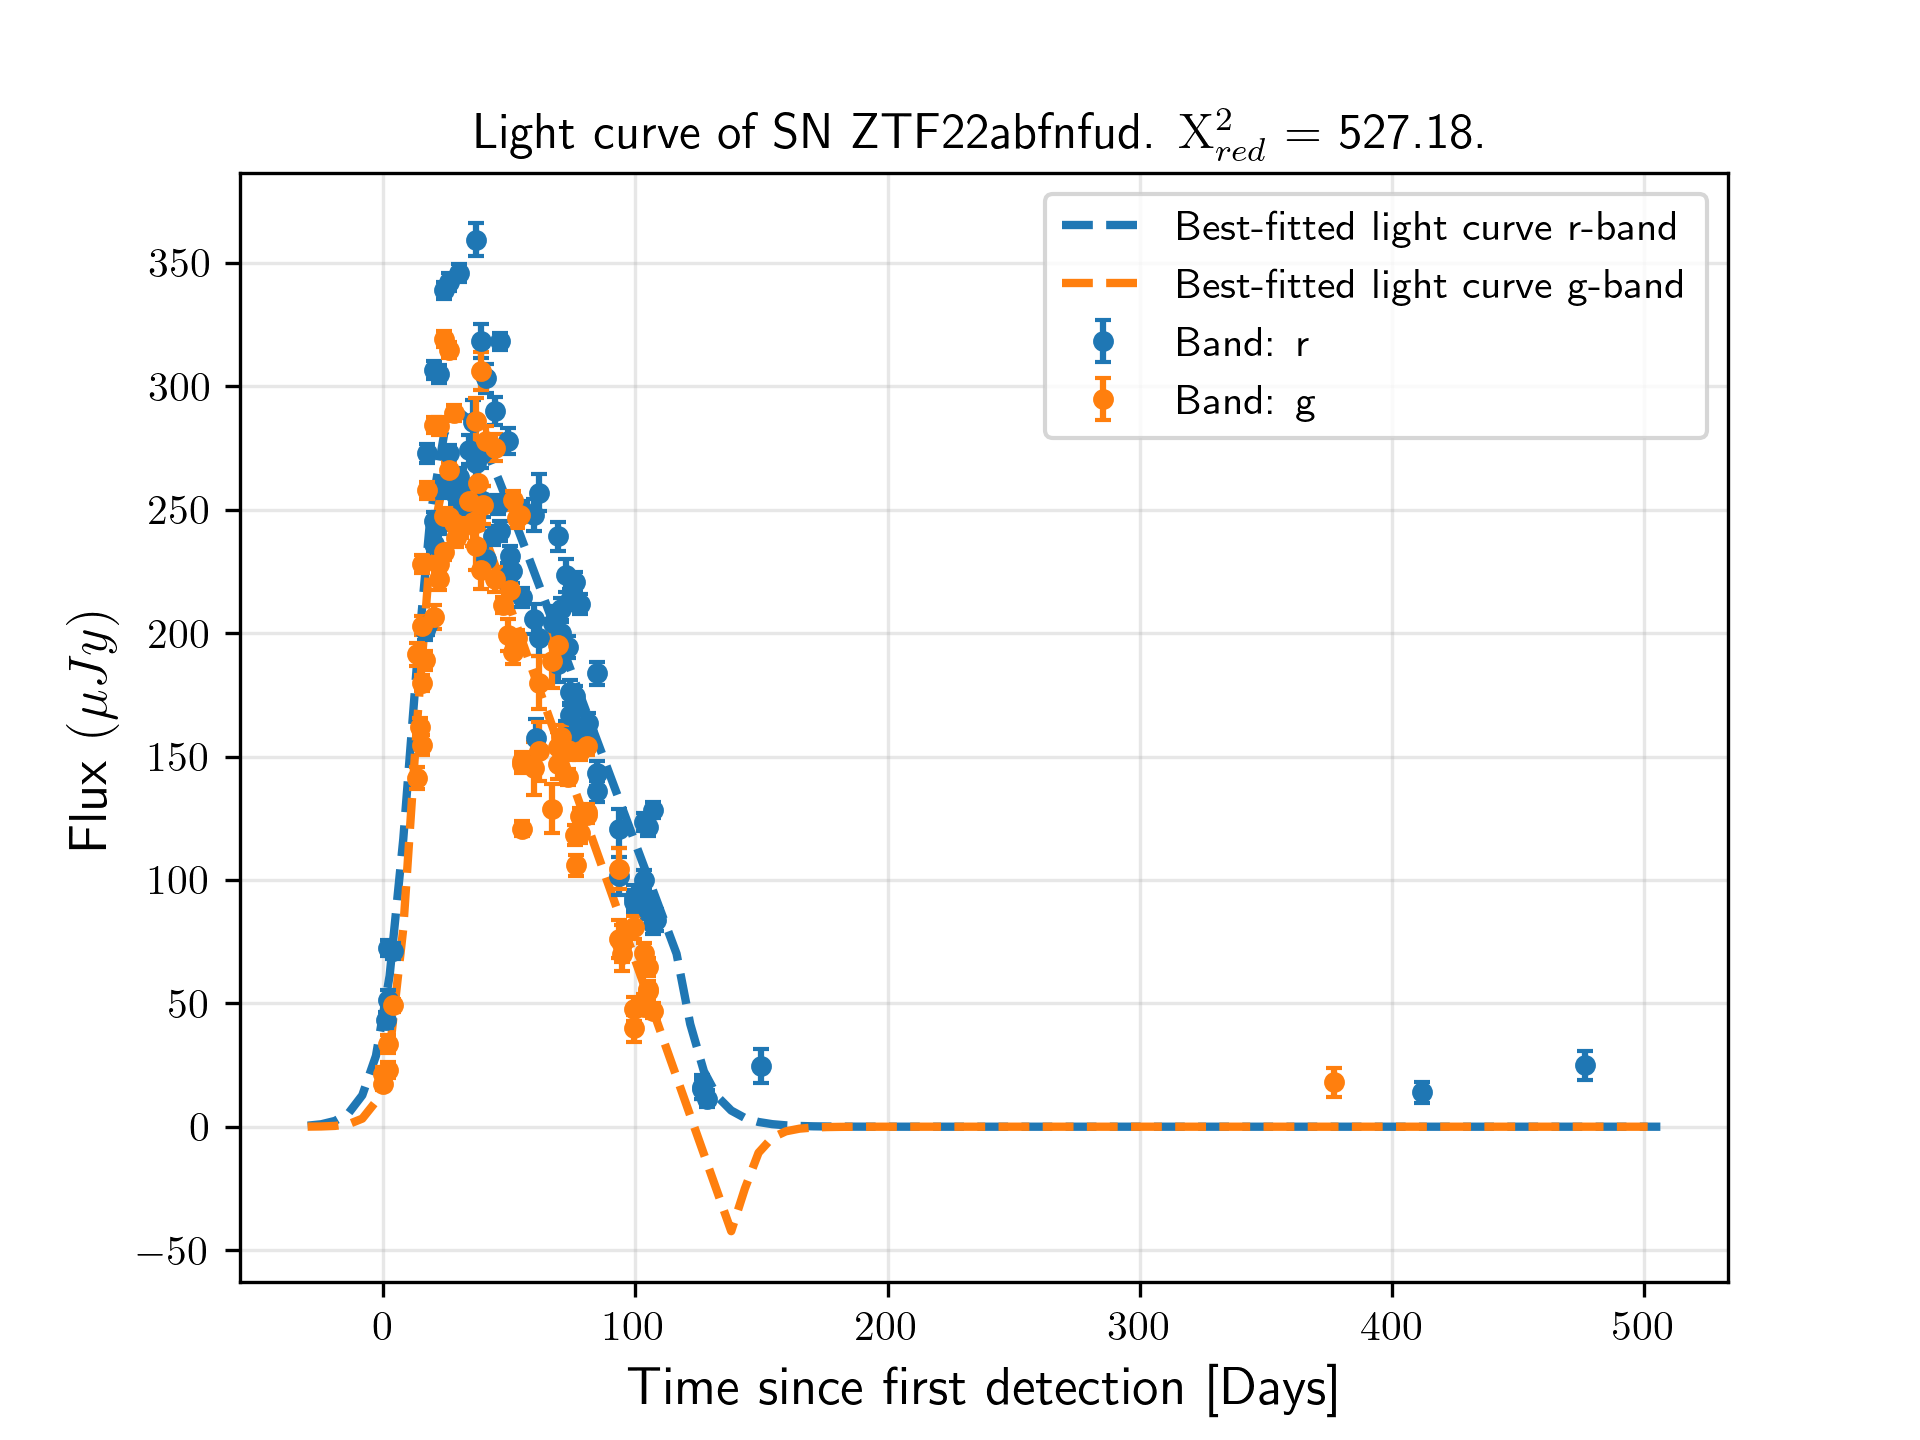 Light curve of SN ZTF22abfnfud. X²_red = 527.18.
Best-fitted light curve r-band
Best-fitted light curve g-band
Band: r
Band: g
Flux (μJy)
350
300
250
200
150
100
50
0
−50
0 100 200 300 400 500
Time since first detection [Days]